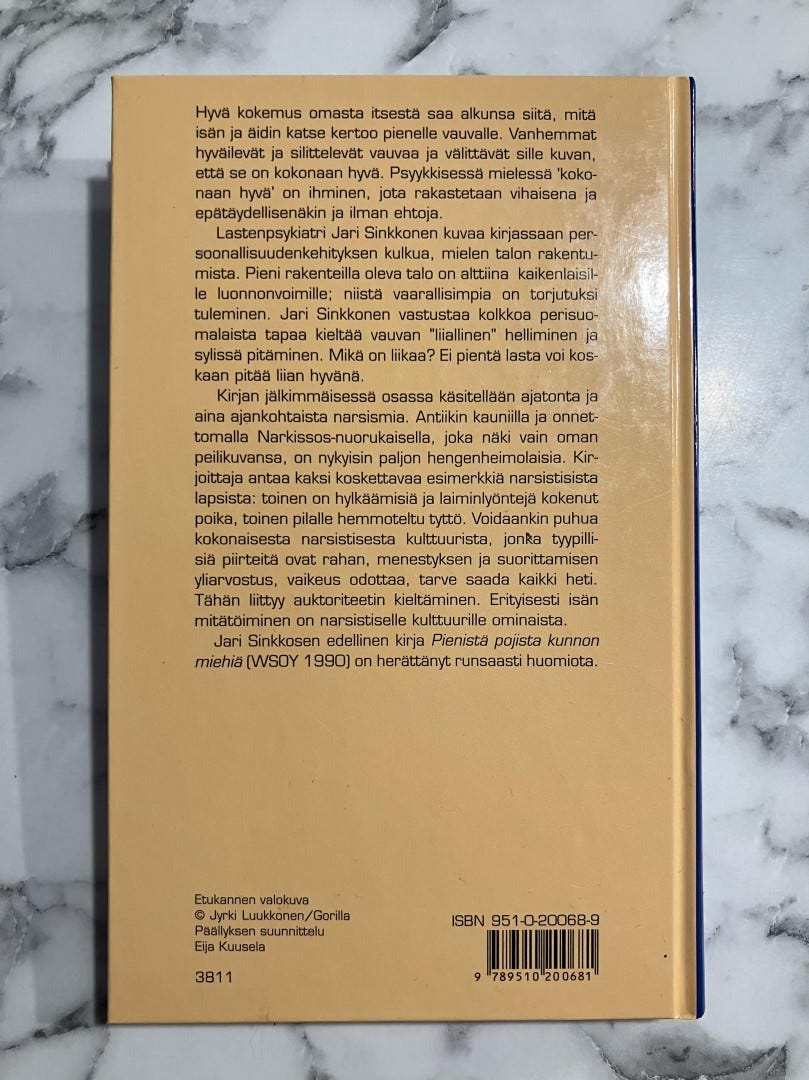 Hyvä kokemus omasta itsestä saa alkunsa siitä, mitä
isän ja äidin katse kertoo pienelle vauvalle. Vanhemmat
hyväilevät ja silittelevät vauvaa ja välittävät sille kuvan,
että se on kokonaan hyvä. Psyykkisessä mielessä 'koko-
naan hyvä' on ihminen, jota rakastetaan vihaisena ja
epätäydellisenäkin ja ilman ehtoja.
Lastenpsykiatri Jari Sinkkonen kuvaa kirjassaan per-
soonallisuudenkehityksen kulkua, mielen talon rakentu-
mista. Pieni rakenteilla oleva talo on alttiina kaikenlaisil-
le luonnonvoimille; niistä vaarallisimpia on torjutuksi
tuleminen. Jari Sinkkonen vastustaa kolkkoa perisuo-
malaista tapaa kieltää vauvan "liiallinen" helliminen ja
sylissä pitäminen. Mikä on liikaa? Ei pientä lasta voi kos-
kaan pitää liian hyvänä.
Kirjan jälkimmäisessä osassa käsitellään ajatonta ja
aina ajankohtaista narsismia. Antiikin kauniilla ja onnet-
tomalla Narkissos-nuorukaisella, joka näki vain oman
peilikuvansa, on nykyisin paljon hengenheimolaisia. Kir-
joittaja antaa kaksi koskettavaa esimerkkiä narsistisista
lapsista: toinen on hylkäämisiä ja laiminlyöntejä kokenut
poika, toinen pilalle hemmoteltu tyttö. Voidaankin puhua
kokonaisesta narsistisesta kulttuurista, jonka tyypilli-
siä piirteitä ovat rahan, menestyksen ja suorittamisen
yliarvostus, vaikeus odottaa, tarve saada kaikki heti.
Tähän liittyy auktoriteetin kieltäminen. Erityisesti isän
mitätöiminen on narsistiselle kulttuurille ominaista.
Jari Sinkkosen edellinen kirja Pienistä pojista kunnon
miehiä (WSOY 1990) on herättänyt runsaasti huomiota.
Etukannen valokuva
© Jyrki Luukkonen/Gorilla
Päällyksen suunnittelu
Eija Kuusela
3811
ISBN 951-0-20068-9
9 789510 200681